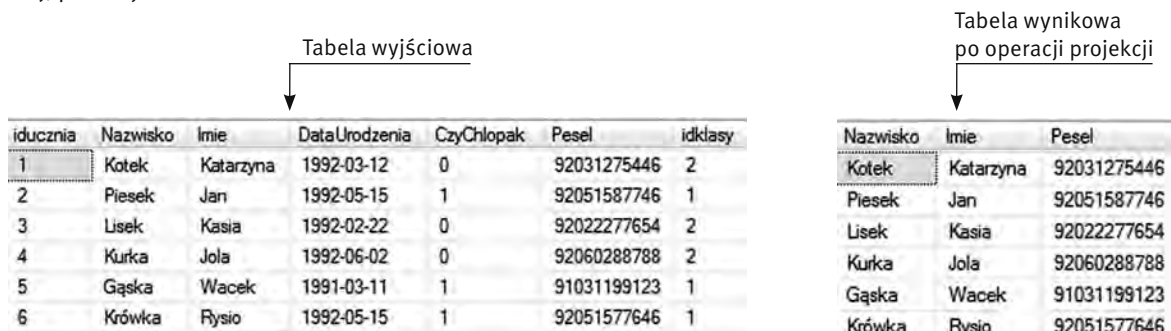 Tabela wyjściowa
Tabela wynikowa
po operacji projekcji
iducznia Nazwisko Imie DataUrodzenia CzyChlopak Pesel idklasy
1 Kotek Katarzyna 1992-03-12 0 92031275446 2
2 Piesek Jan 1992-05-15 1 92051587746 1
3 Lisek Kasia 1992-02-22 0 92022277654 2
4 Kurka Jola 1992-06-02 0 92060288788 2
5 Gąska Wacek 1991-03-11 1 91031199123 1
6 Krówka Rysio 1992-05-15 1 92051577646 1
Nazwisko Imie Pesel
Kotek Katarzyna 92031275446
Piesek Jan 92051587746
Lisek Kasia 92022277654
Kurka Jola 92060288788
Gąska Wacek 91031199123
Krówka Rysio 92051577646